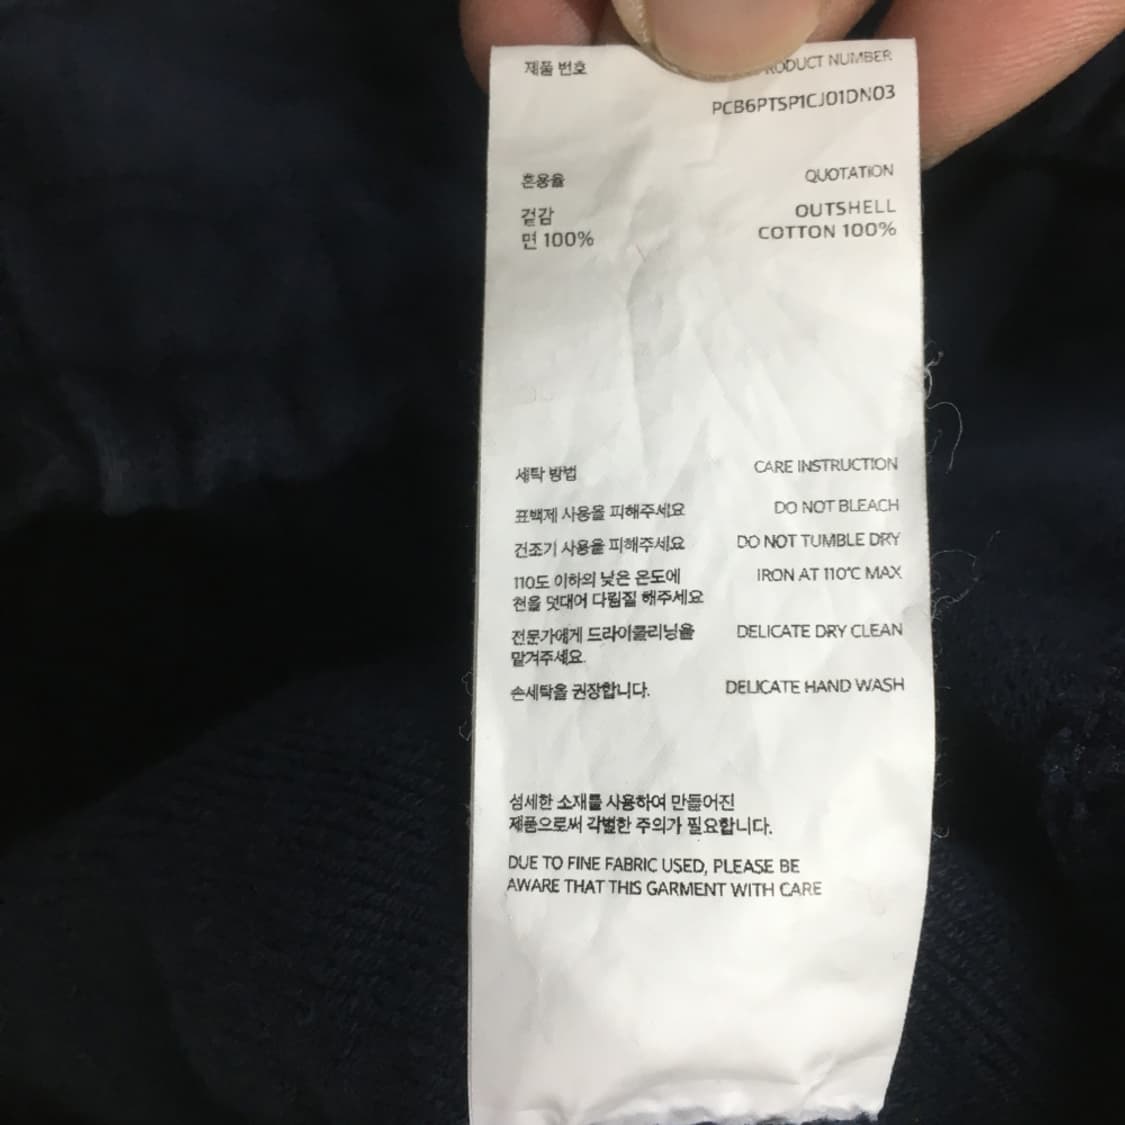 제품 번호
RODUCT NUMBER
PCB6PTSP1CJ01DN03
혼용율
QUOTATION
겉감
OUTSHELL
면 100%
COTTON 100%
세탁 방법
CARE INSTRUCTION
표백제 사용을 피해주세요
DO NOT BLEACH
건조기 사용을 피해주세요
DO NOT TUMBLE DRY
110도 이하의 낮은 온도에
천을 덧대어 다림질 해주세요
IRON AT 110°C MAX
전문가에게 드라이클리닝을
맡겨주세요.
DELICATE DRY CLEAN
손세탁을 권장합니다.
DELICATE HAND WASH
섬세한 소재를 사용하여 만들어진
제품으로써 각별한 주의가 필요합니다.
DUE TO FINE FABRIC USED, PLEASE BE
AWARE THAT THIS GARMENT WITH CARE